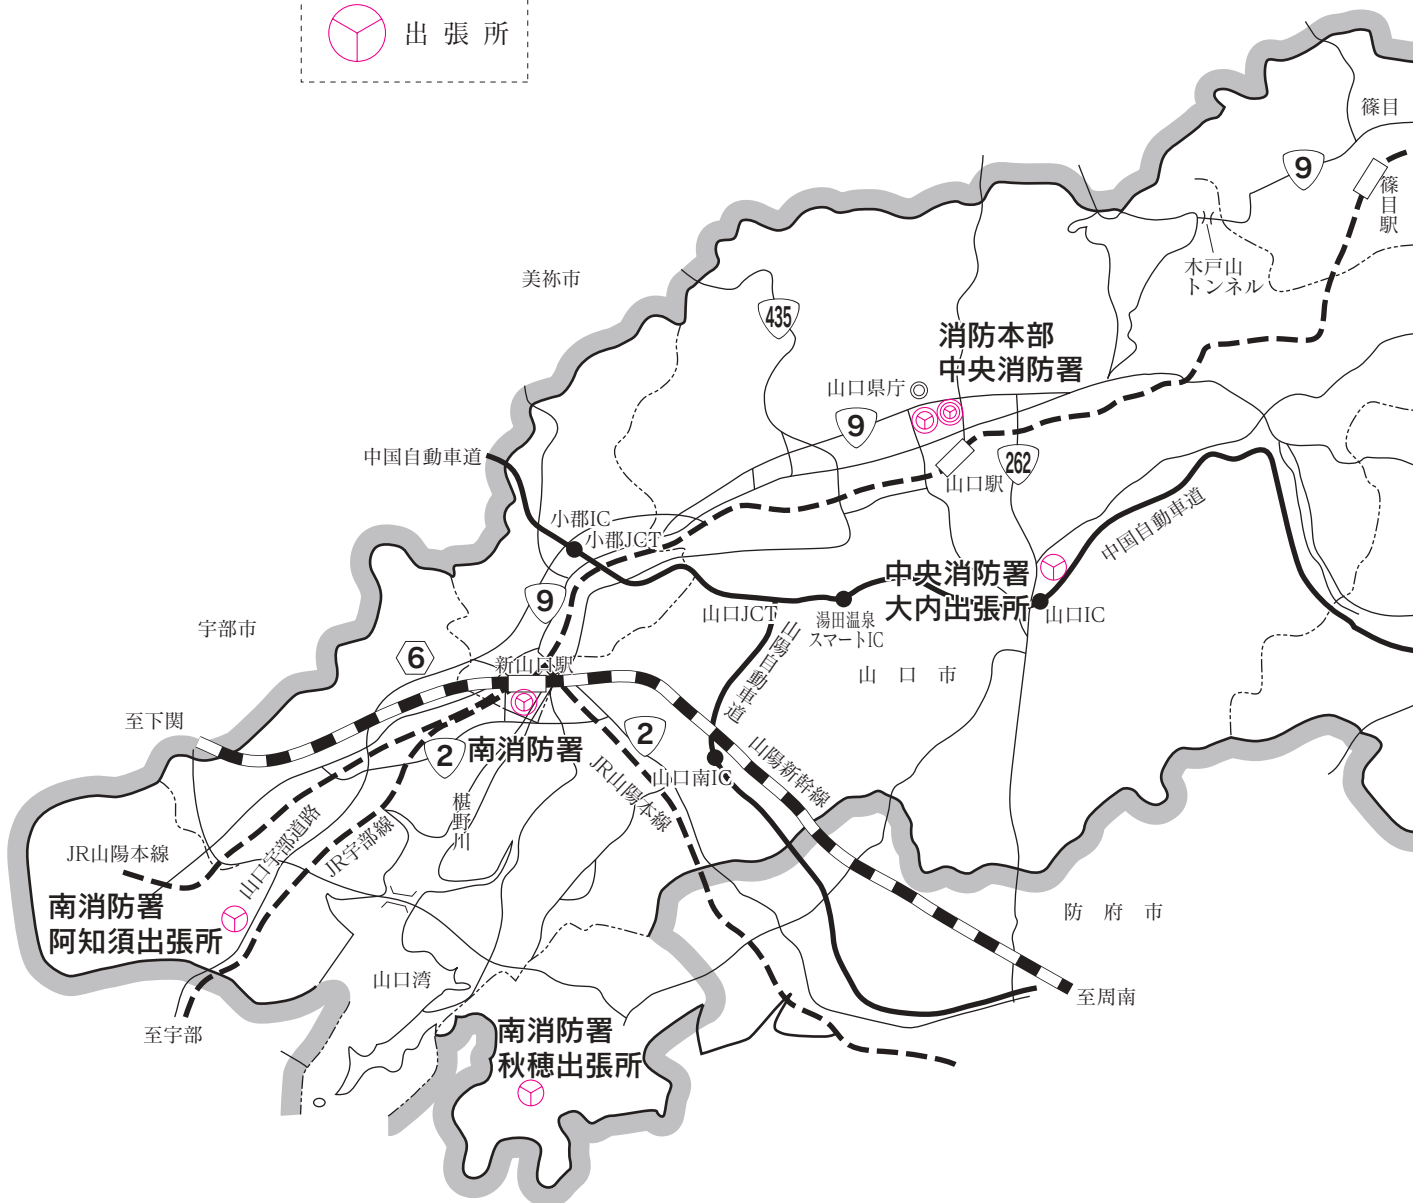 出張所
篠目
9
篠目駅
木戸山
トンネル
美祢市
435
消防本部
中央消防署
山口県庁
9
262
山口駅
中国自動車道
中国自動車道
小郡IC
小郡JCT
中央消防署
大内出張所
9
山口JCT
湯田温泉
スマートIC
山口IC
宇部市
山陽自動車道
山口市
6
新山口駅
至下関
2
南消防署
2
山口南IC
山陽新幹線
JR山陽本線
椹野川
JR山陽本線
山口宇部道路
JR宇部線
南消防署
阿知須出張所
防府市
山口湾
至周南
至宇部
南消防署
秋穂出張所